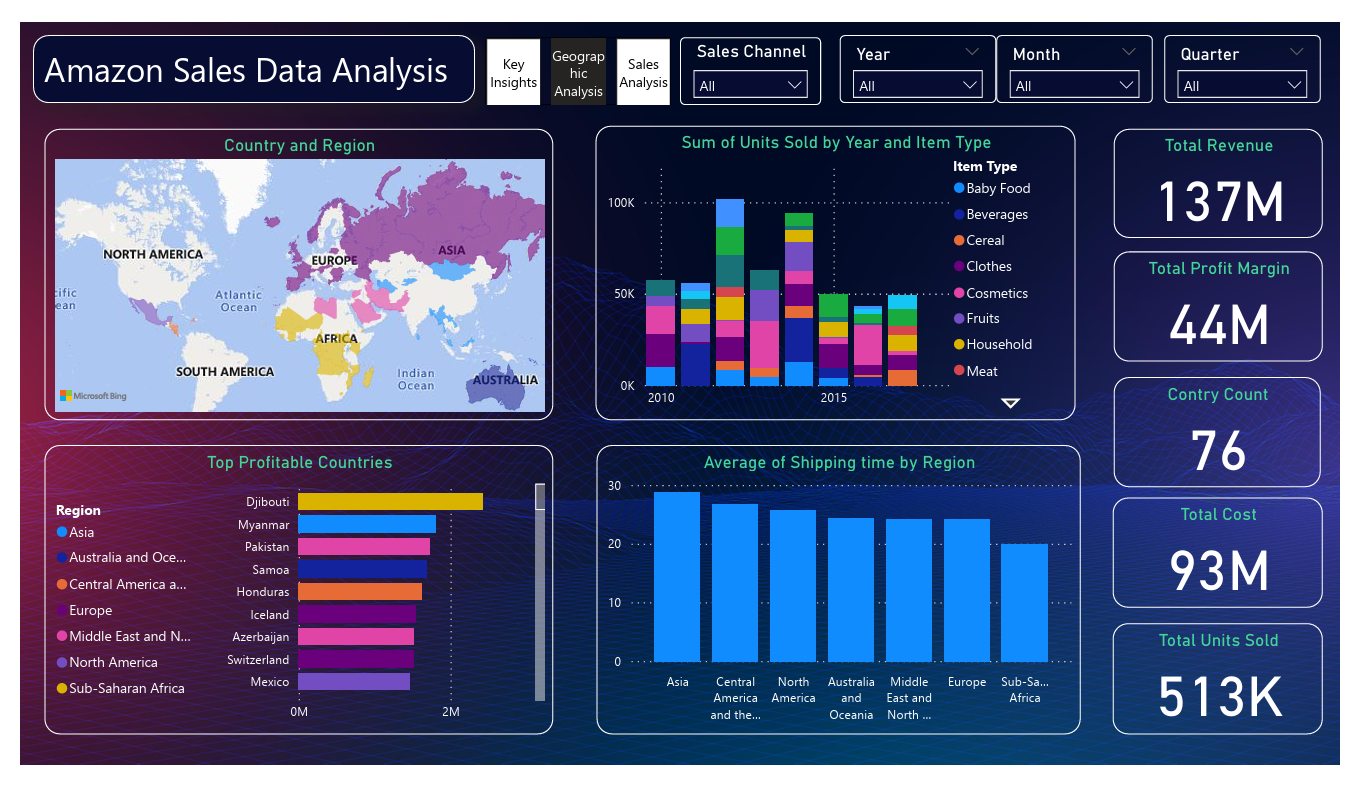 Amazon Sales Data Analysis
Key
Insights
Geograp
hic
Analysis
Sales
Analysis
Sales Channel
All
Year
All
Month
All
Quarter
All
Country and Region
NORTH AMERICA
EUROPE
ASIA
cific
ean
Atlantic
Ocean
AFRICA
SOUTH AMERICA
Indian
Ocean
AUSTRALIA
Microsoft Bing
Sum of Units Sold by Year and Item Type
100K
50K
0K
2010
2015
Item Type
Baby Food
Beverages
Cereal
Clothes
Cosmetics
Fruits
Household
Meat
Total Revenue
137M
Total Profit Margin
44M
Contry Count
76
Total Cost
93M
Total Units Sold
513K
Top Profitable Countries
Region
Asia
Australia and Oce...
Central America a...
Europe
Middle East and N...
North America
Sub-Saharan Africa
Djibouti
Myanmar
Pakistan
Samoa
Honduras
Iceland
Azerbaijan
Switzerland
Mexico
0M
2M
Average of Shipping time by Region
30
20
10
0
Asia
Central
America
and the...
North
America
Australia
and
Oceania
Middle
East and
North ...
Europe
Sub-Sa...
Africa